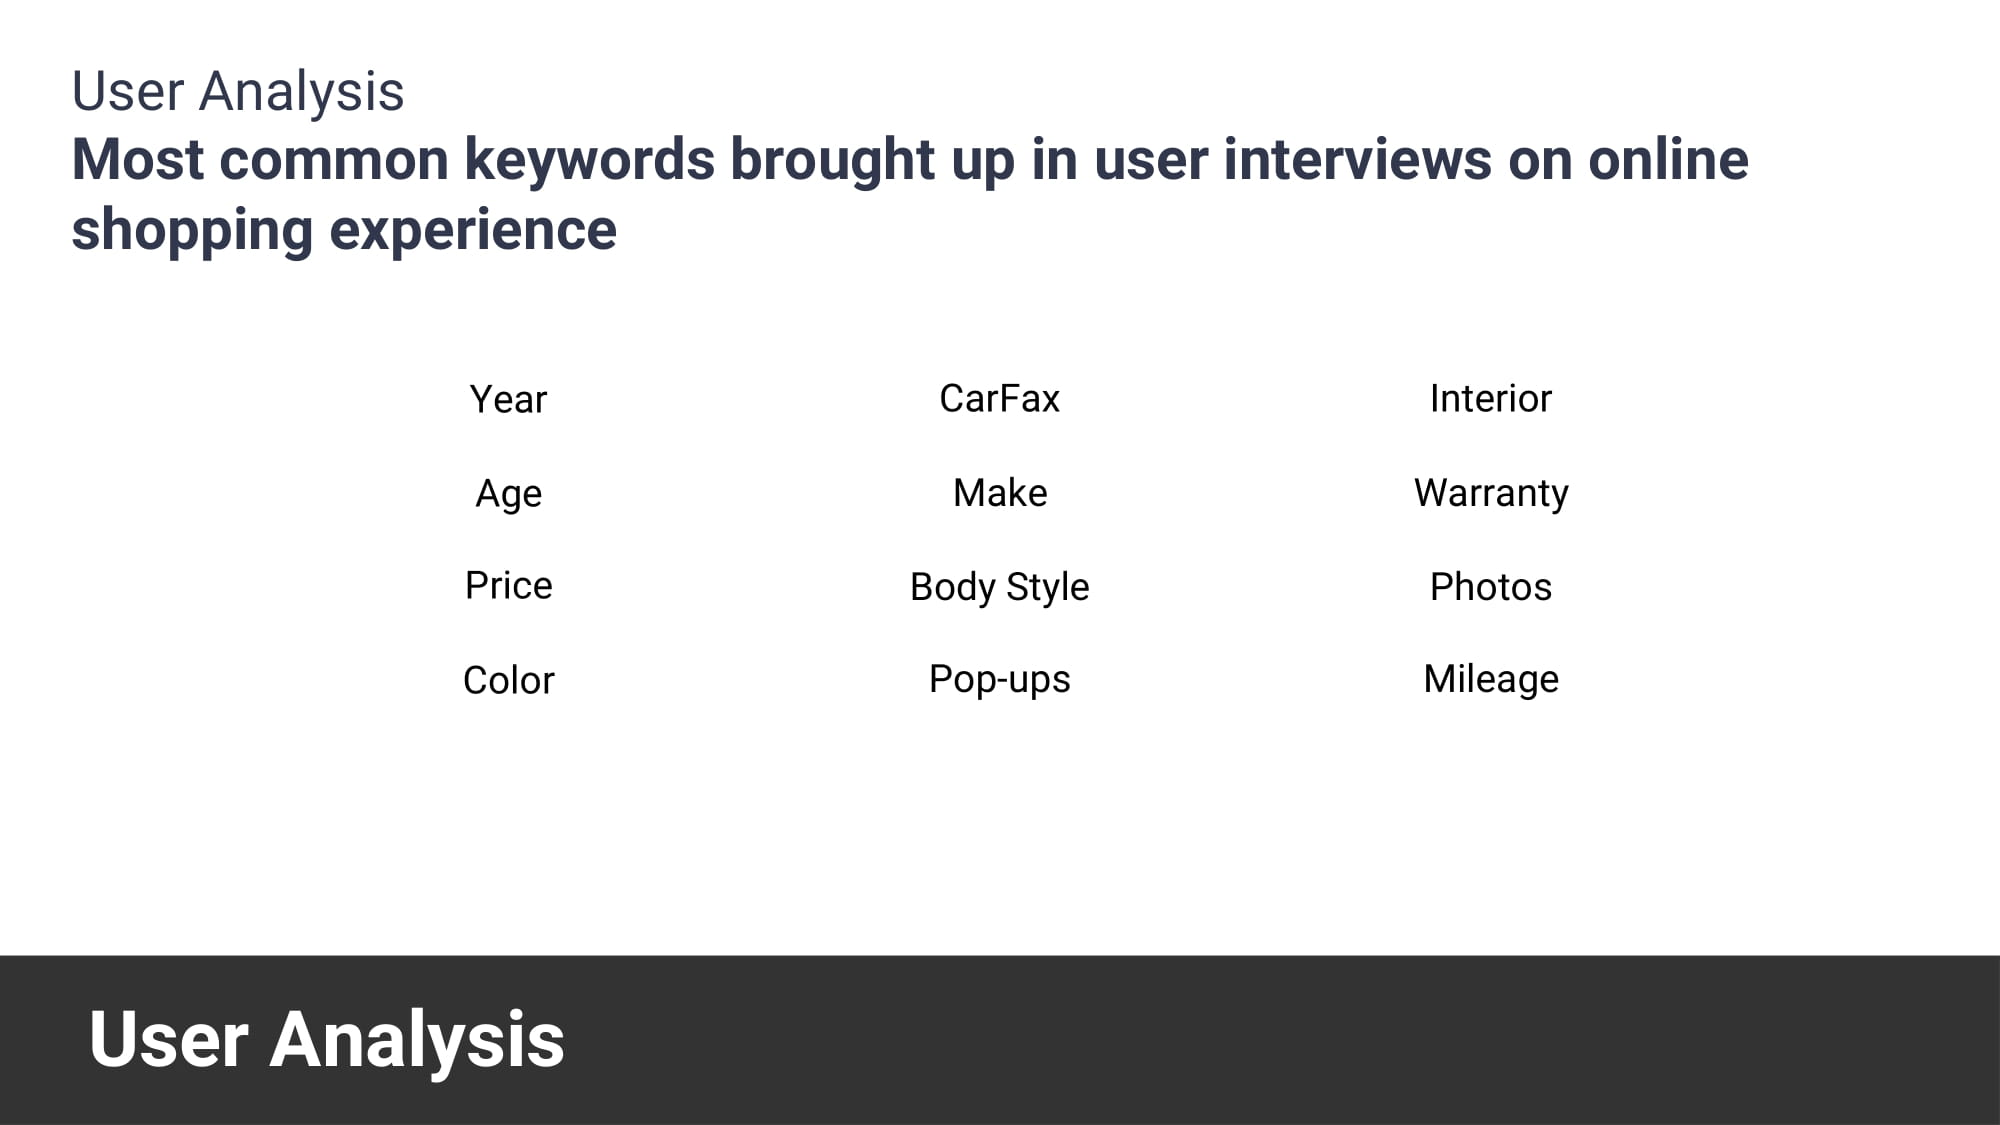 User Analysis
Most common keywords brought up in user interviews on online
shopping experience
Year
CarFax
Interior
Age
Make
Warranty
Price
Body Style
Photos
Color
Pop-ups
Mileage
User Analysis